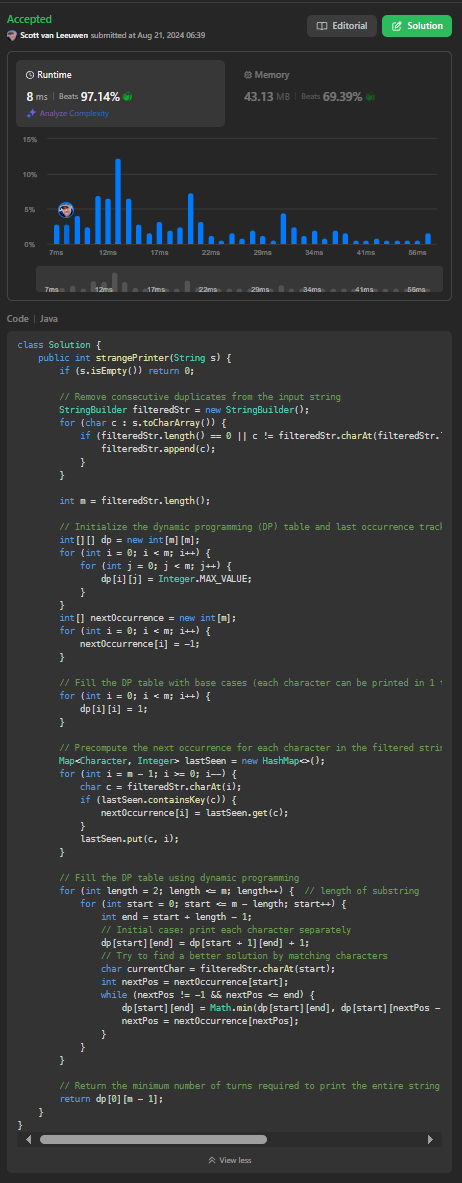 Accepted
Scott van Leeuwen submitted at Aug 21, 2024 06:39
Editorial
Solution
Runtime
8 ms | Beats 97.14%
Analyze Complexity
Memory
43.13 MB | Beats 69.39%
15%
10%
5%
0%
7ms 12ms 17ms 22ms 29ms 34ms 41ms 56ms
7ms 12ms 17ms 22ms 29ms 34ms 41ms 56ms
Code | Java
class Solution {
    public int strangePrinter(String s) {
        if (s.isEmpty()) return 0;

        // Remove consecutive duplicates from the input string
        StringBuilder filteredStr = new StringBuilder();
        for (char c : s.toCharArray()) {
            if (filteredStr.length() == 0 || c != filteredStr.charAt(filteredStr.
                filteredStr.append(c);
            }
        }

        int m = filteredStr.length();

        // Initialize the dynamic programming (DP) table and last occurrence track
        int[][] dp = new int[m][m];
        for (int i = 0; i < m; i++) {
            for (int j = 0; j < m; j++) {
                dp[i][j] = Integer.MAX_VALUE;
            }
        }
        int[] nextOccurrence = new int[m];
        for (int i = 0; i < m; i++) {
            nextOccurrence[i] = -1;
        }

        // Fill the DP table with base cases (each character can be printed in 1
        for (int i = 0; i < m; i++) {
            dp[i][i] = 1;
        }

        // Precompute the next occurrence for each character in the filtered strin
        Map<Character, Integer> lastSeen = new HashMap<>();
        for (int i = m - 1; i >= 0; i--) {
            char c = filteredStr.charAt(i);
            if (lastSeen.containsKey(c)) {
                nextOccurrence[i] = lastSeen.get(c);
            }
            lastSeen.put(c, i);
        }

        // Fill the DP table using dynamic programming
        for (int length = 2; length <= m; length++) {  // length of substring
            for (int start = 0; start <= m - length; start++) {
                int end = start + length - 1;
                // Initial case: print each character separately
                dp[start][end] = dp[start + 1][end] + 1;
                // Try to find a better solution by matching characters
                char currentChar = filteredStr.charAt(start);
                int nextPos = nextOccurrence[start];
                while (nextPos != -1 && nextPos <= end) {
                    dp[start][end] = Math.min(dp[start][end], dp[start][nextPos -
                    nextPos = nextOccurrence[nextPos];
                }
            }
        }

        // Return the minimum number of turns required to print the entire string
        return dp[0][m - 1];
    }
}
View less